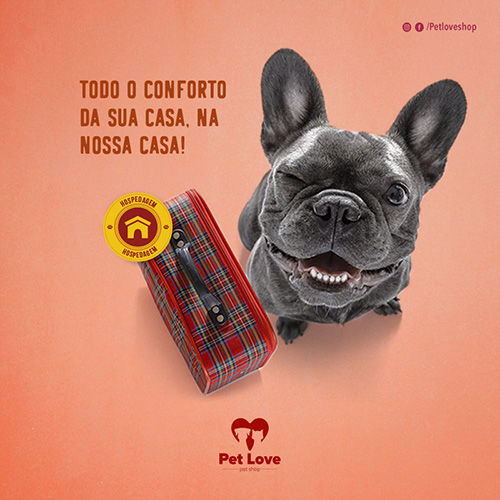 /Petloveshop
TODO O CONFORTO
DA SUA CASA, NA
NOSSA CASA!
HOSPEDAGEM
HOSPEDAGEM
Pet Love
pet shop